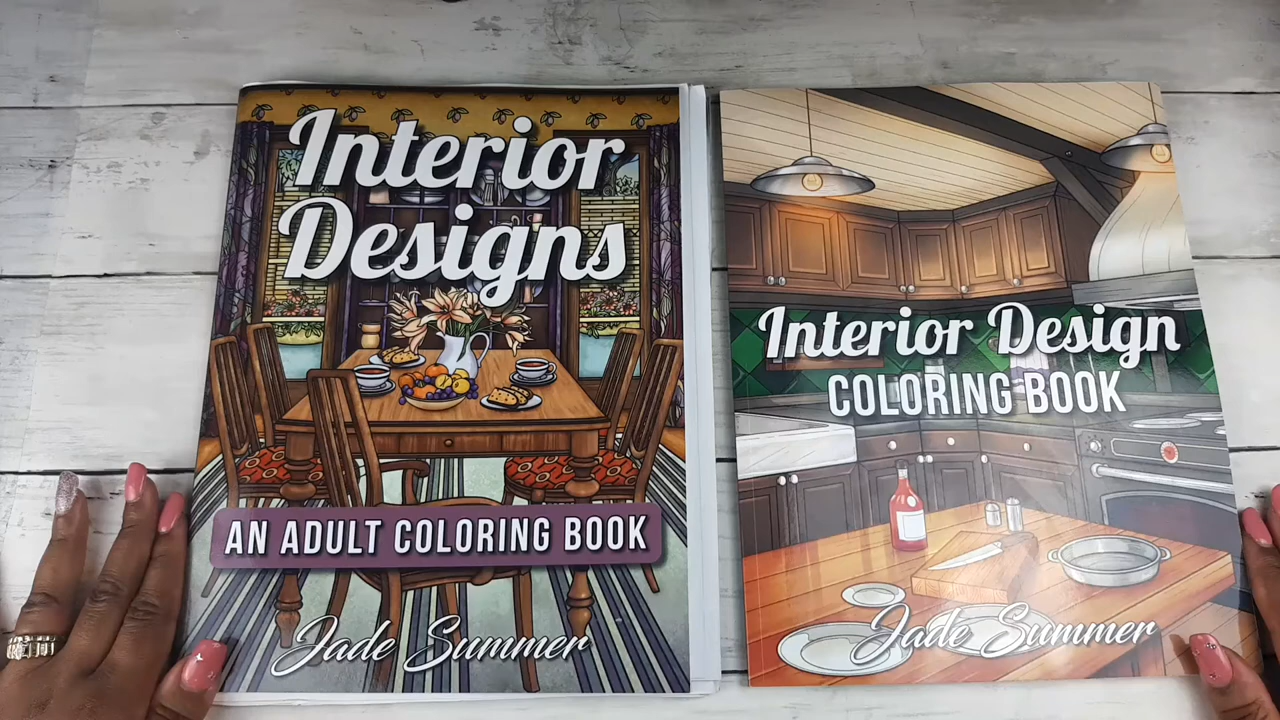 Interior
Designs
AN ADULT COLORING BOOK
Jade Summer
Interior Design
COLORING BOOK
Jade Summer